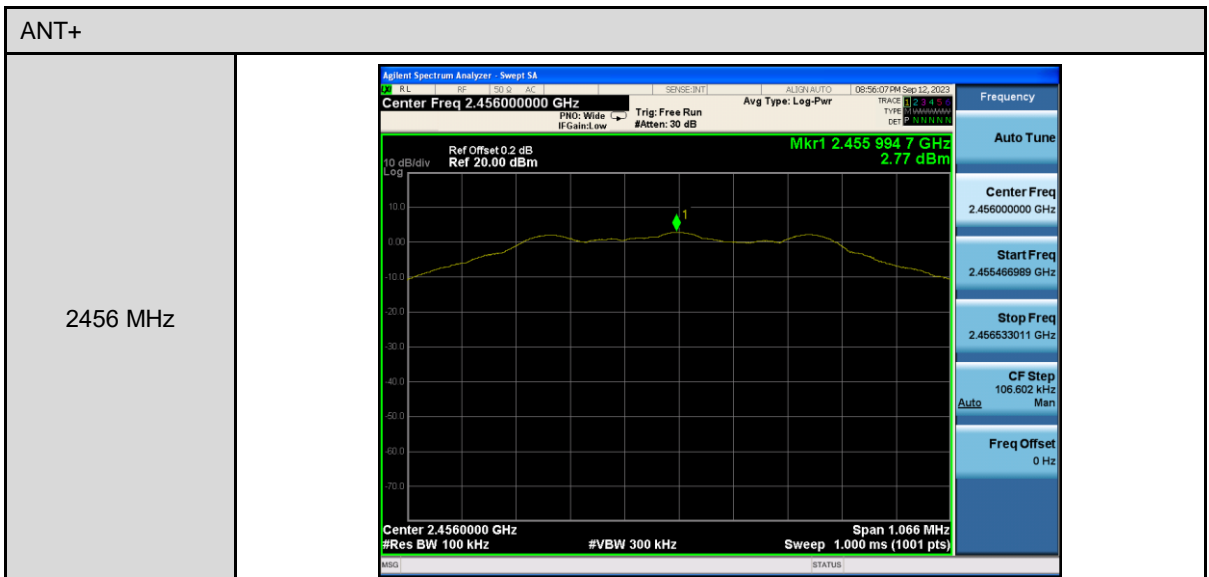 ANT+
2456 MHz
Agilent Spectrum Analyzer - Swept SA
RL RF 50 Ω AC SENSE:INT ALIGN AUTO 08:56:07 PM Sep 12, 2023
Center Freq 2.456000000 GHz
PNO: Wide
IFGain:Low
Trig: Free Run
#Atten: 30 dB
Avg Type: Log-Pwr
TRACE 1 2 3 4 5 6
TYPE M WWWWW
DET P N N N N N
Frequency
Auto Tune
Center Freq
2.456000000 GHz
Start Freq
2.455466989 GHz
Stop Freq
2.456533011 GHz
CF Step
106.602 kHz
Auto Man
Freq Offset
0 Hz
Mkr1 2.455 994 7 GHz
2.77 dBm
Ref Offset 0.2 dB
10 dB/div Ref 20.00 dBm
Log
10.0
0.00
-10.0
-20.0
-30.0
-40.0
-50.0
-60.0
-70.0
1
Center 2.4560000 GHz Span 1.066 MHz
#Res BW 100 kHz #VBW 300 kHz Sweep 1.000 ms (1001 pts)
MSG STATUS